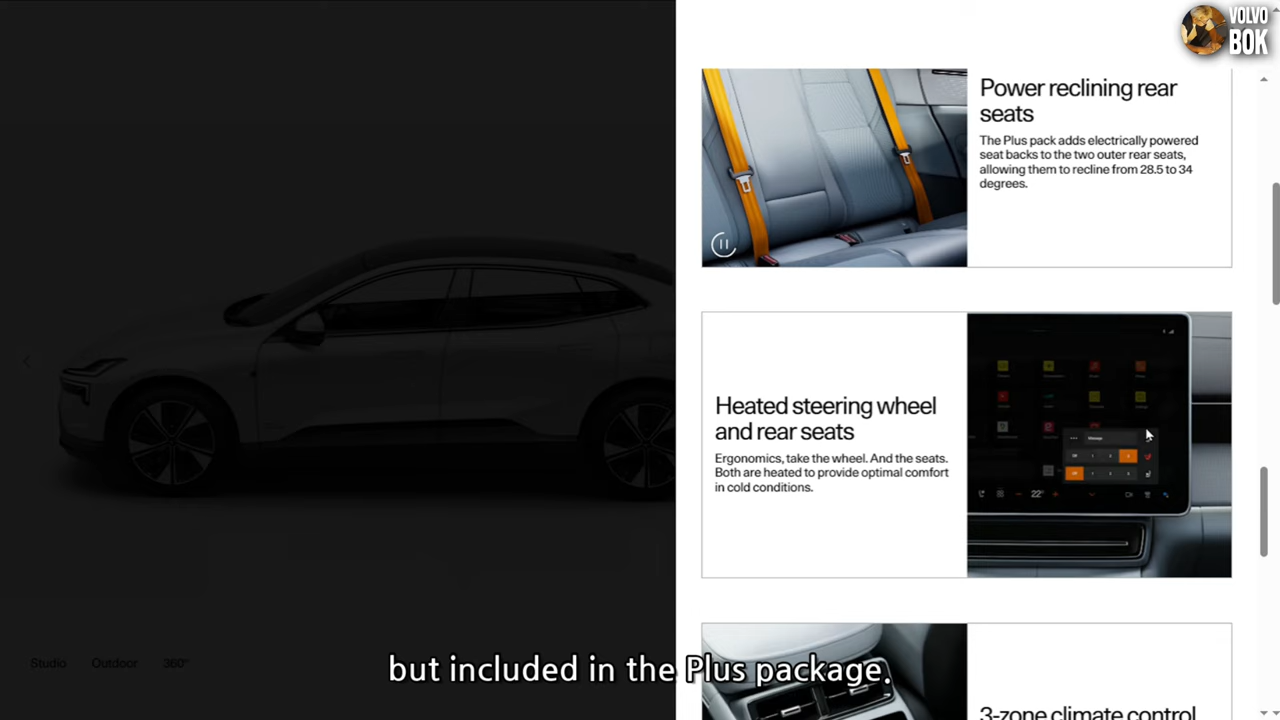 VOLVO
BOK
Power reclining rear
seats
The Plus pack adds electrically powered
seat backs to the two outer rear seats,
allowing them to recline from 28.5 to 34
degrees.
Heated steering wheel
and rear seats
Ergonomics, take the wheel. And the seats.
Both are heated to provide optimal comfort
in cold conditions.
22°
Studio Outdoor 360°
but included in the Plus package.
3-zone climate control